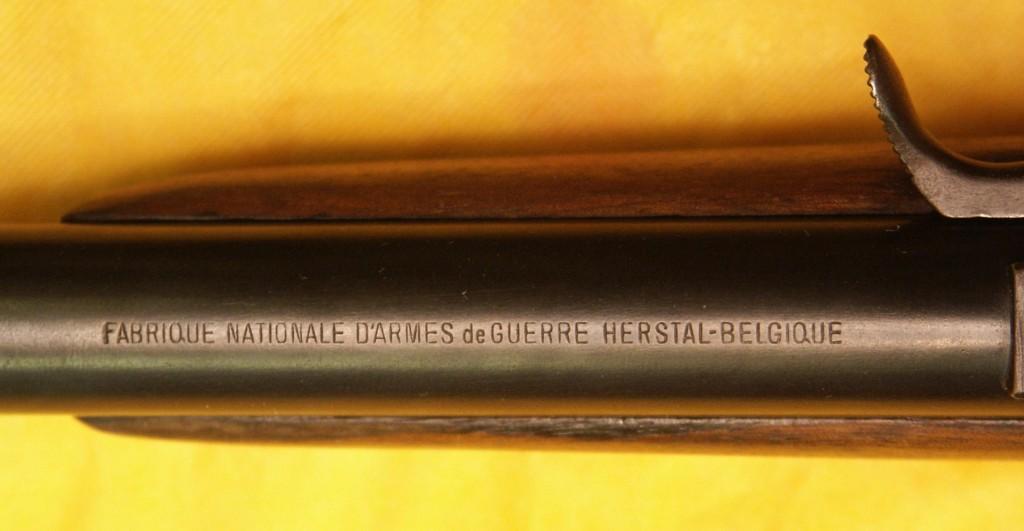 FABRIQUE NATIONALE D'ARMES de GUERRE HERSTAL-BELGIQUE